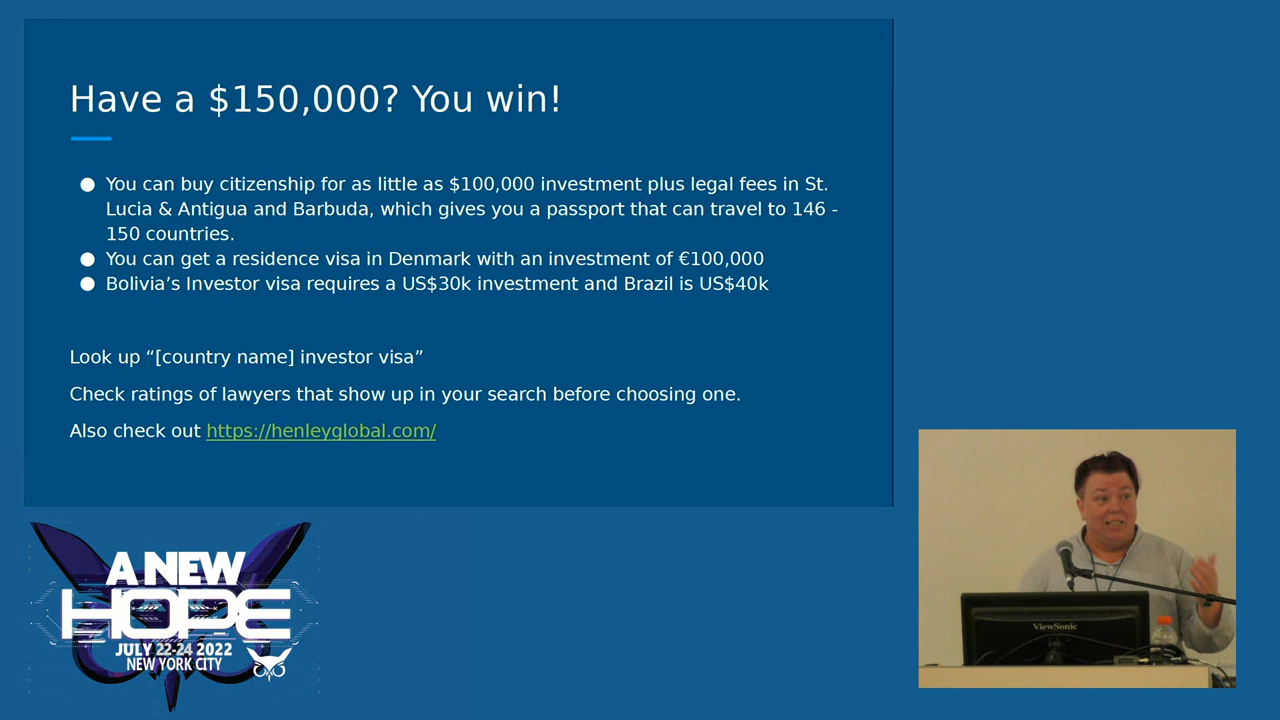 Have a $150,000? You win!
● You can buy citizenship for as little as $100,000 investment plus legal fees in St.
Lucia & Antigua and Barbuda, which gives you a passport that can travel to 146 -
150 countries.
● You can get a residence visa in Denmark with an investment of €100,000
● Bolivia’s Investor visa requires a US$30k investment and Brazil is US$40k
Look up “[country name] investor visa”
Check ratings of lawyers that show up in your search before choosing one.
Also check out https://henleyglobal.com/
A NEW
HOPE
JULY 22-24 2022
NEW YORK CITY
ViewSonic